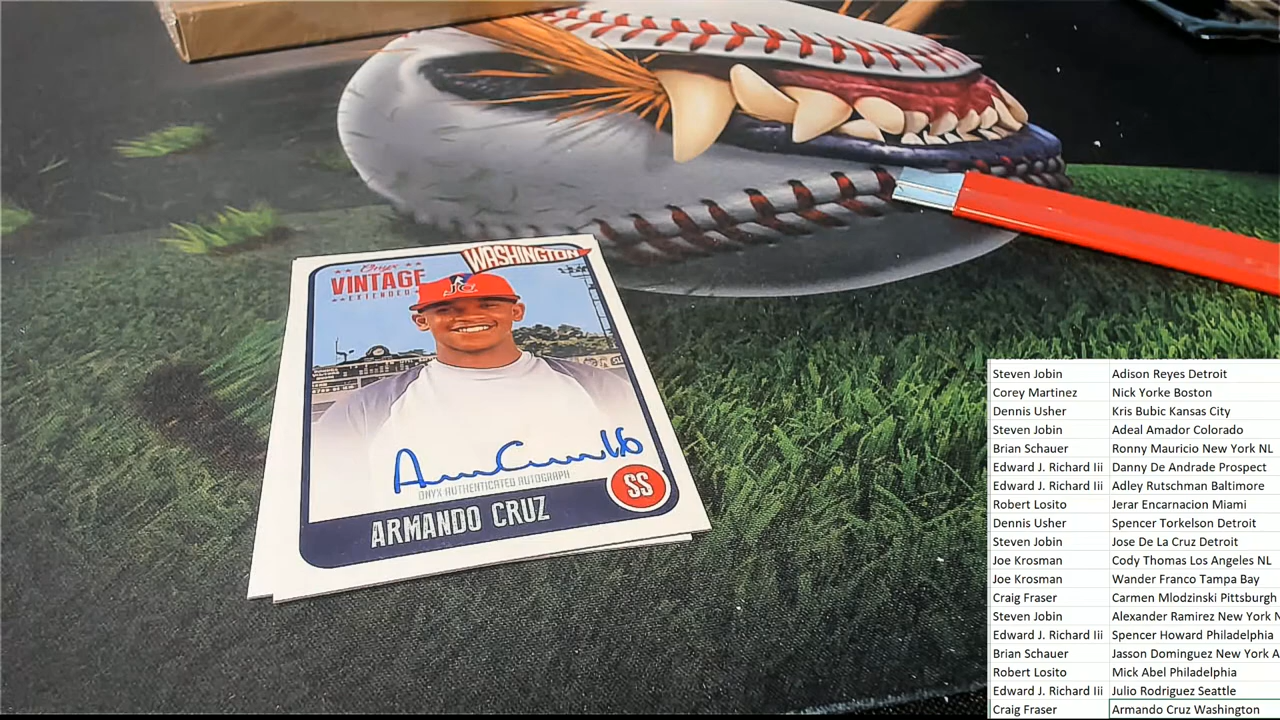 WASHINGTON
Onyx
VINTAGE
EXTENDED
JC
ONYX AUTHENTICATED AUTOGRAPH
SS
ARMANDO CRUZ
Steven Jobin Adison Reyes Detroit
Corey Martinez Nick Yorke Boston
Dennis Usher Kris Bubic Kansas City
Steven Jobin Adeal Amador Colorado
Brian Schauer Ronny Mauricio New York NL
Edward J. Richard Iii Danny De Andrade Prospect
Edward J. Richard Iii Adley Rutschman Baltimore
Robert Losito Jerar Encarnacion Miami
Dennis Usher Spencer Torkelson Detroit
Steven Jobin Jose De La Cruz Detroit
Joe Krosman Cody Thomas Los Angeles NL
Joe Krosman Wander Franco Tampa Bay
Craig Fraser Carmen Mlodzinski Pittsburgh
Steven Jobin Alexander Ramirez New York N
Edward J. Richard Iii Spencer Howard Philadelphia
Brian Schauer Jasson Dominguez New York A
Robert Losito Mick Abel Philadelphia
Edward J. Richard Iii Julio Rodriguez Seattle
Craig Fraser Armando Cruz Washington